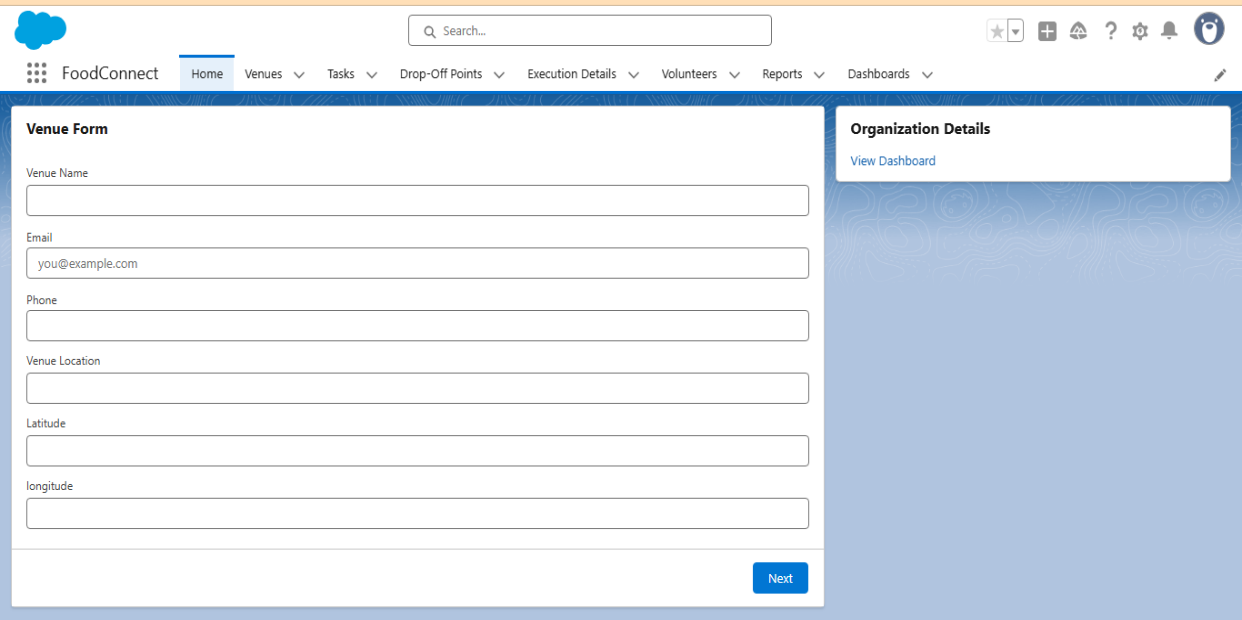 Search...
FoodConnect Home Venues Tasks Drop-Off Points Execution Details Volunteers Reports Dashboards
Venue Form
Venue Name
Email
you@example.com
Phone
Venue Location
Latitude
longitude
Next
Organization Details
View Dashboard